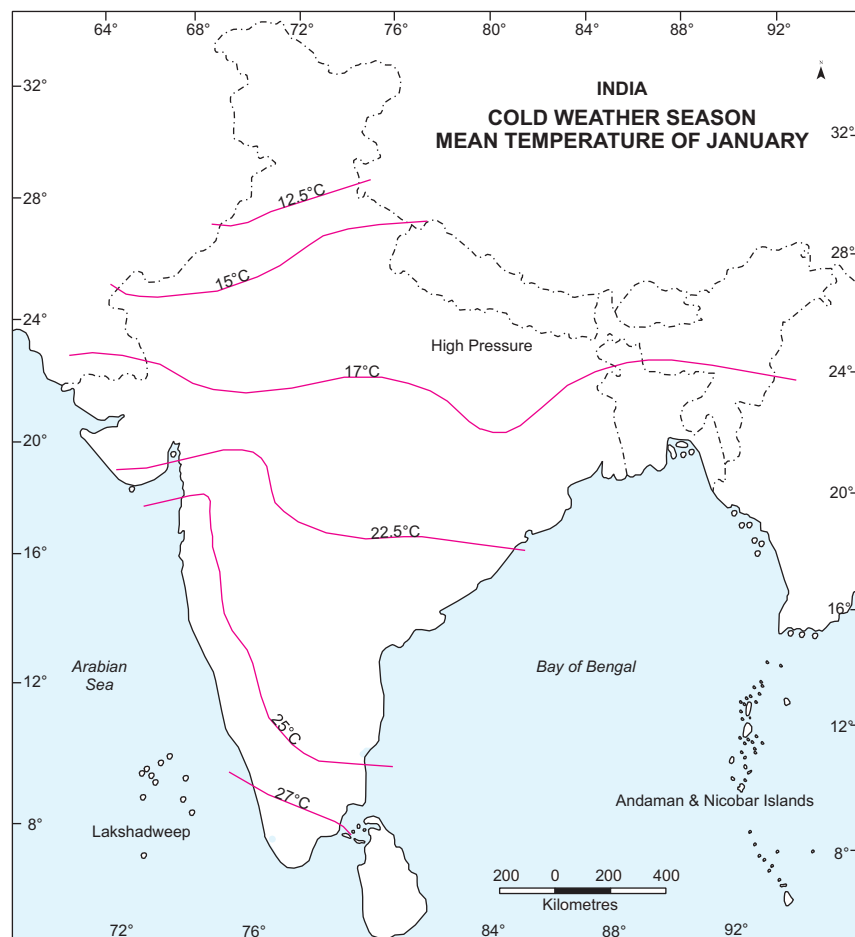 64° 68° 72° 76° 80° 84° 88° 92°
N
INDIA
COLD WEATHER SEASON
MEAN TEMPERATURE OF JANUARY
32° 32°
12.5°C
28° 28°
15°C
24° 24°
High Pressure
17°C
20° 20°
22.5°C
16° 16°
Arabian
Sea
Bay of Bengal
12° 12°
25°C
27°C
Lakshadweep
Andaman & Nicobar Islands
8° 8°
200 0 200 400
Kilometres
72° 76° 84° 88° 92°